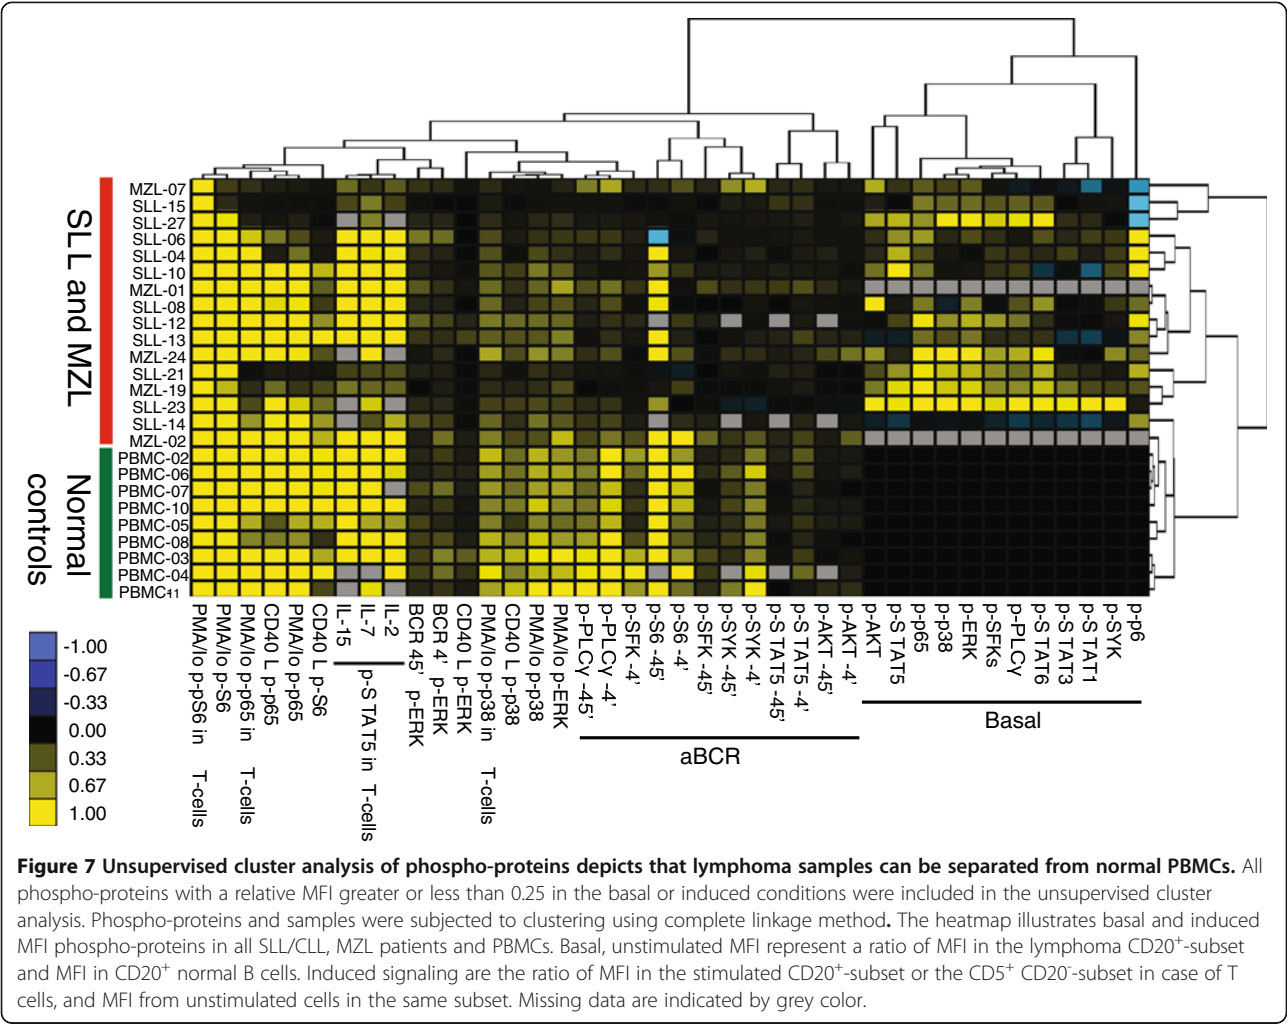 SLL and MZL
Normal
controls
MZL-07
SLL-15
SLL-27
SLL-06
SLL-04
SLL-10
MZL-01
SLL-08
SLL-12
SLL-13
MZL-24
SLL-21
MZL-19
SLL-23
SLL-14
MZL-02
PBMC-02
PBMC-06
PBMC-07
PBMC-10
PBMC-05
PBMC-08
PBMC-03
PBMC-04
PBMC11
PMA/Io p-pS6 in T-cells
PMA/Io p-S6
PMA/Io p-p65 in T-cells
CD40 L p-p65
PMA/Io p-p65
CD40 L p-S6
IL-15
IL-7
IL-2
p-STAT5 in T-cells
BCR 45’ p-ERK
BCR 4’ p-ERK
CD40 L p-ERK
PMA/Io p-p38 in T-cells
CD40 L p-p38
PMA/Io p-p38
PMA/Io p-ERK
p-PLCγ -45’
p-PLCγ -4’
p-SFK -4’
p-S6 -45’
p-S6 -4’
p-SFK -45’
p-SYK -45’
p-SYK -4’
p-STAT5 -45’
p-STAT5 -4’
p-AKT -45’
p-AKT -4’
p-AKT
p-STAT5
p-p65
p-p38
p-ERK
p-SFKs
p-PLCγ
p-STAT6
p-STAT3
p-STAT1
p-SYK
p-p6
aBCR
Basal
-1.00
-0.67
-0.33
0.00
0.33
0.67
1.00
Figure 7 Unsupervised cluster analysis of phospho-proteins depicts that lymphoma samples can be separated from normal PBMCs. All
phospho-proteins with a relative MFI greater or less than 0.25 in the basal or induced conditions were included in the unsupervised cluster
analysis. Phospho-proteins and samples were subjected to clustering using complete linkage method. The heatmap illustrates basal and induced
MFI phospho-proteins in all SLL/CLL, MZL patients and PBMCs. Basal, unstimulated MFI represent a ratio of MFI in the lymphoma CD20+-subset
and MFI in CD20+ normal B cells. Induced signaling are the ratio of MFI in the stimulated CD20+-subset or the CD5+ CD20--subset in case of T
cells, and MFI from unstimulated cells in the same subset. Missing data are indicated by grey color.